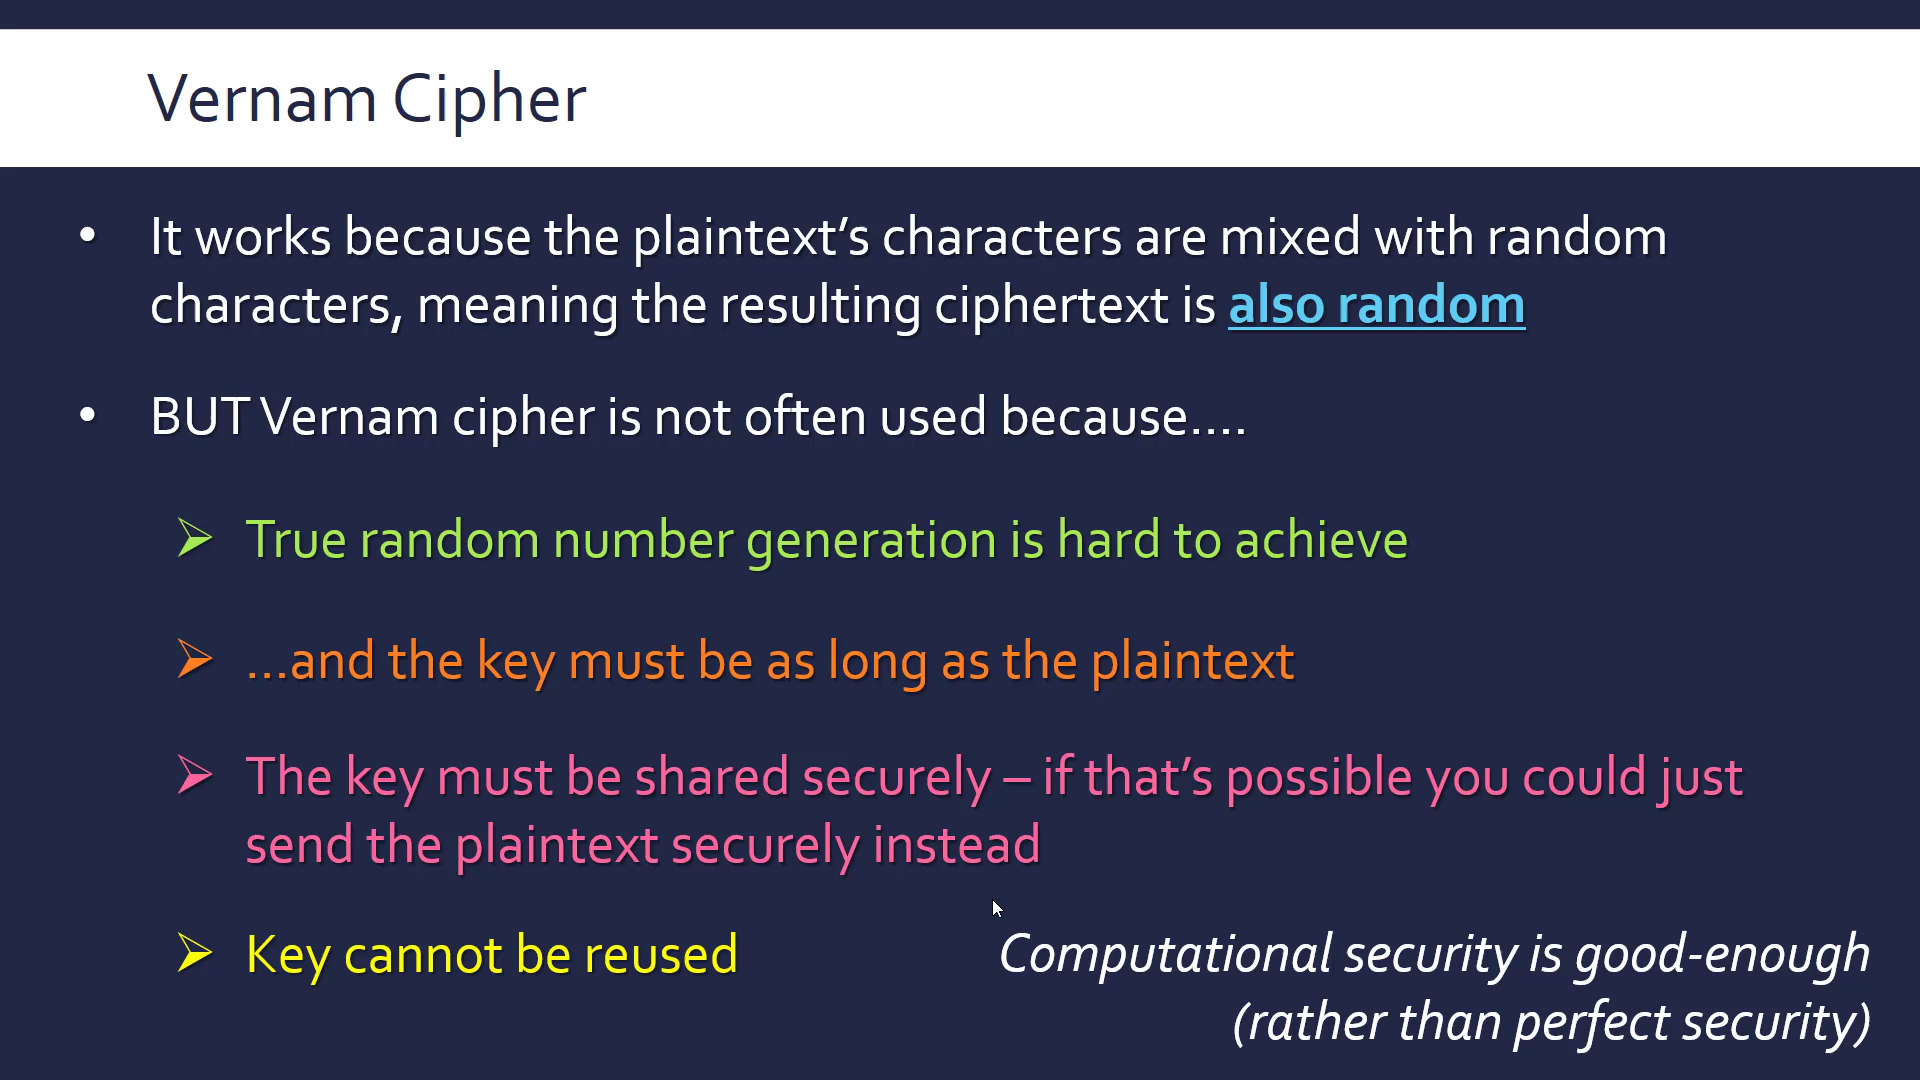 Vernam Cipher
• It works because the plaintext’s characters are mixed with random
characters, meaning the resulting ciphertext is also random
• BUT Vernam cipher is not often used because....
➢ True random number generation is hard to achieve
➢ ...and the key must be as long as the plaintext
➢ The key must be shared securely – if that’s possible you could just
send the plaintext securely instead
➢ Key cannot be reused
Computational security is good-enough
(rather than perfect security)